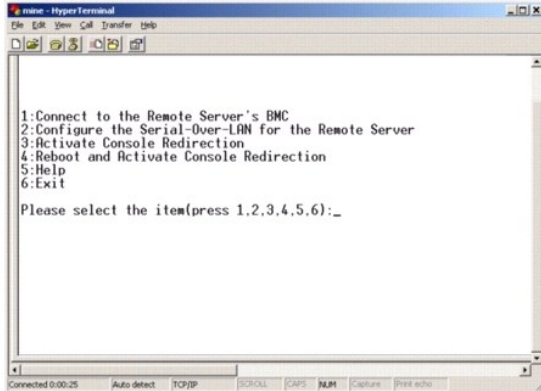 mine - HyperTerminal
File Edit View Call Transfer Help
1:Connect to the Remote Server's BMC
2:Configure the Serial-Over-LAN for the Remote Server
3:Activate Console Redirection
4:Reboot and Activate Console Redirection
5:Help
6:Exit
Please select the item(press 1,2,3,4,5,6):_
Connected 0:00:25 Auto detect TCP/IP SCROLL CAPS NUM Capture Print echo